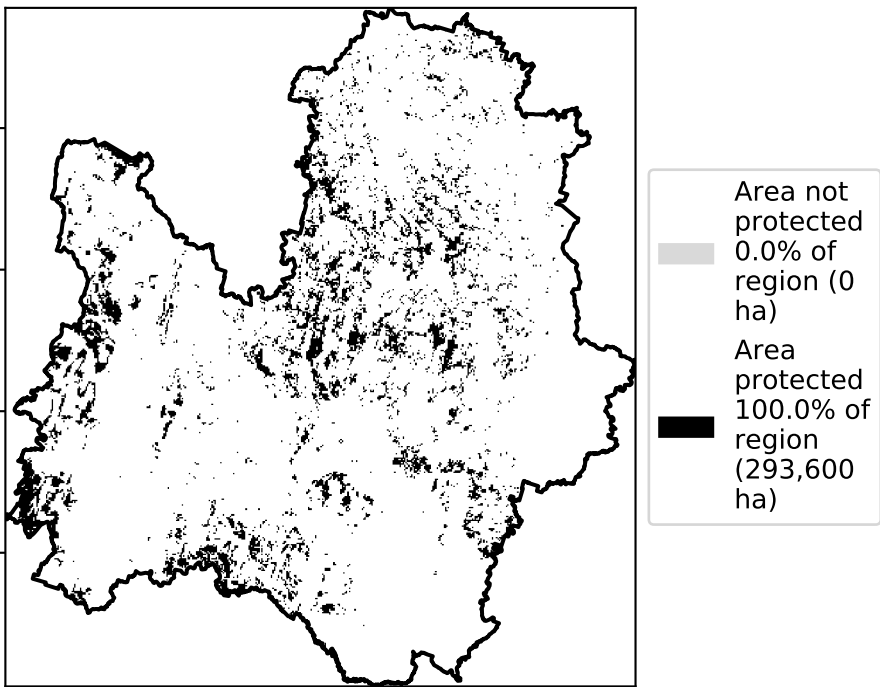 Area not
protected
0.0% of
region (0
ha)
Area
protected
100.0% of
region
(293,600
ha)